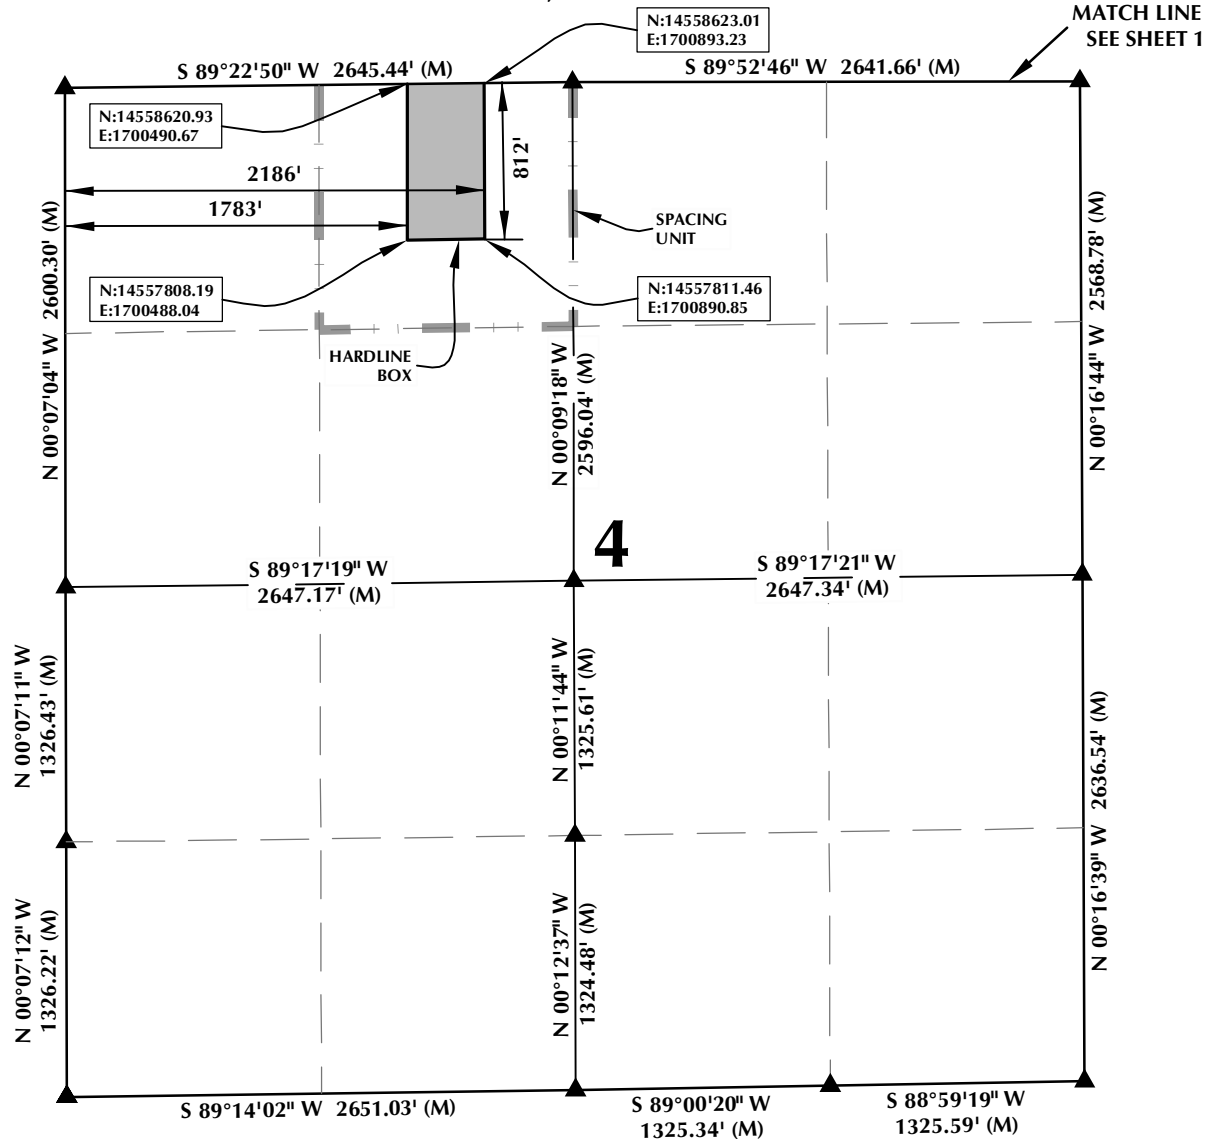 N:14558623.01
E:1700893.23
MATCH LINE
SEE SHEET 1
S 89°22'50" W 2645.44' (M)
S 89°52'46" W 2641.66' (M)
N:14558620.93
E:1700490.67
812'
2186'
1783'
SPACING
UNIT
N:14557808.19
E:1700488.04
N:14557811.46
E:1700890.85
HARDLINE
BOX
N 00°07'04" W 2600.30' (M)
N 00°09'18" W
2596.04' (M)
N 00°16'44" W 2568.78' (M)
4
S 89°17'19" W
2647.17' (M)
S 89°17'21" W
2647.34' (M)
N 00°07'11" W
1326.43' (M)
N 00°11'44" W
1325.61' (M)
N 00°16'39" W 2636.54' (M)
N 00°07'12" W
1326.22' (M)
N 00°12'37" W
1324.48' (M)
S 89°14'02" W 2651.03' (M)
S 89°00'20" W
1325.34' (M)
S 88°59'19" W
1325.59' (M)